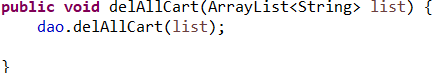 public void delAllCart(ArrayList<String> list) {
    dao.delAllCart(list);
}